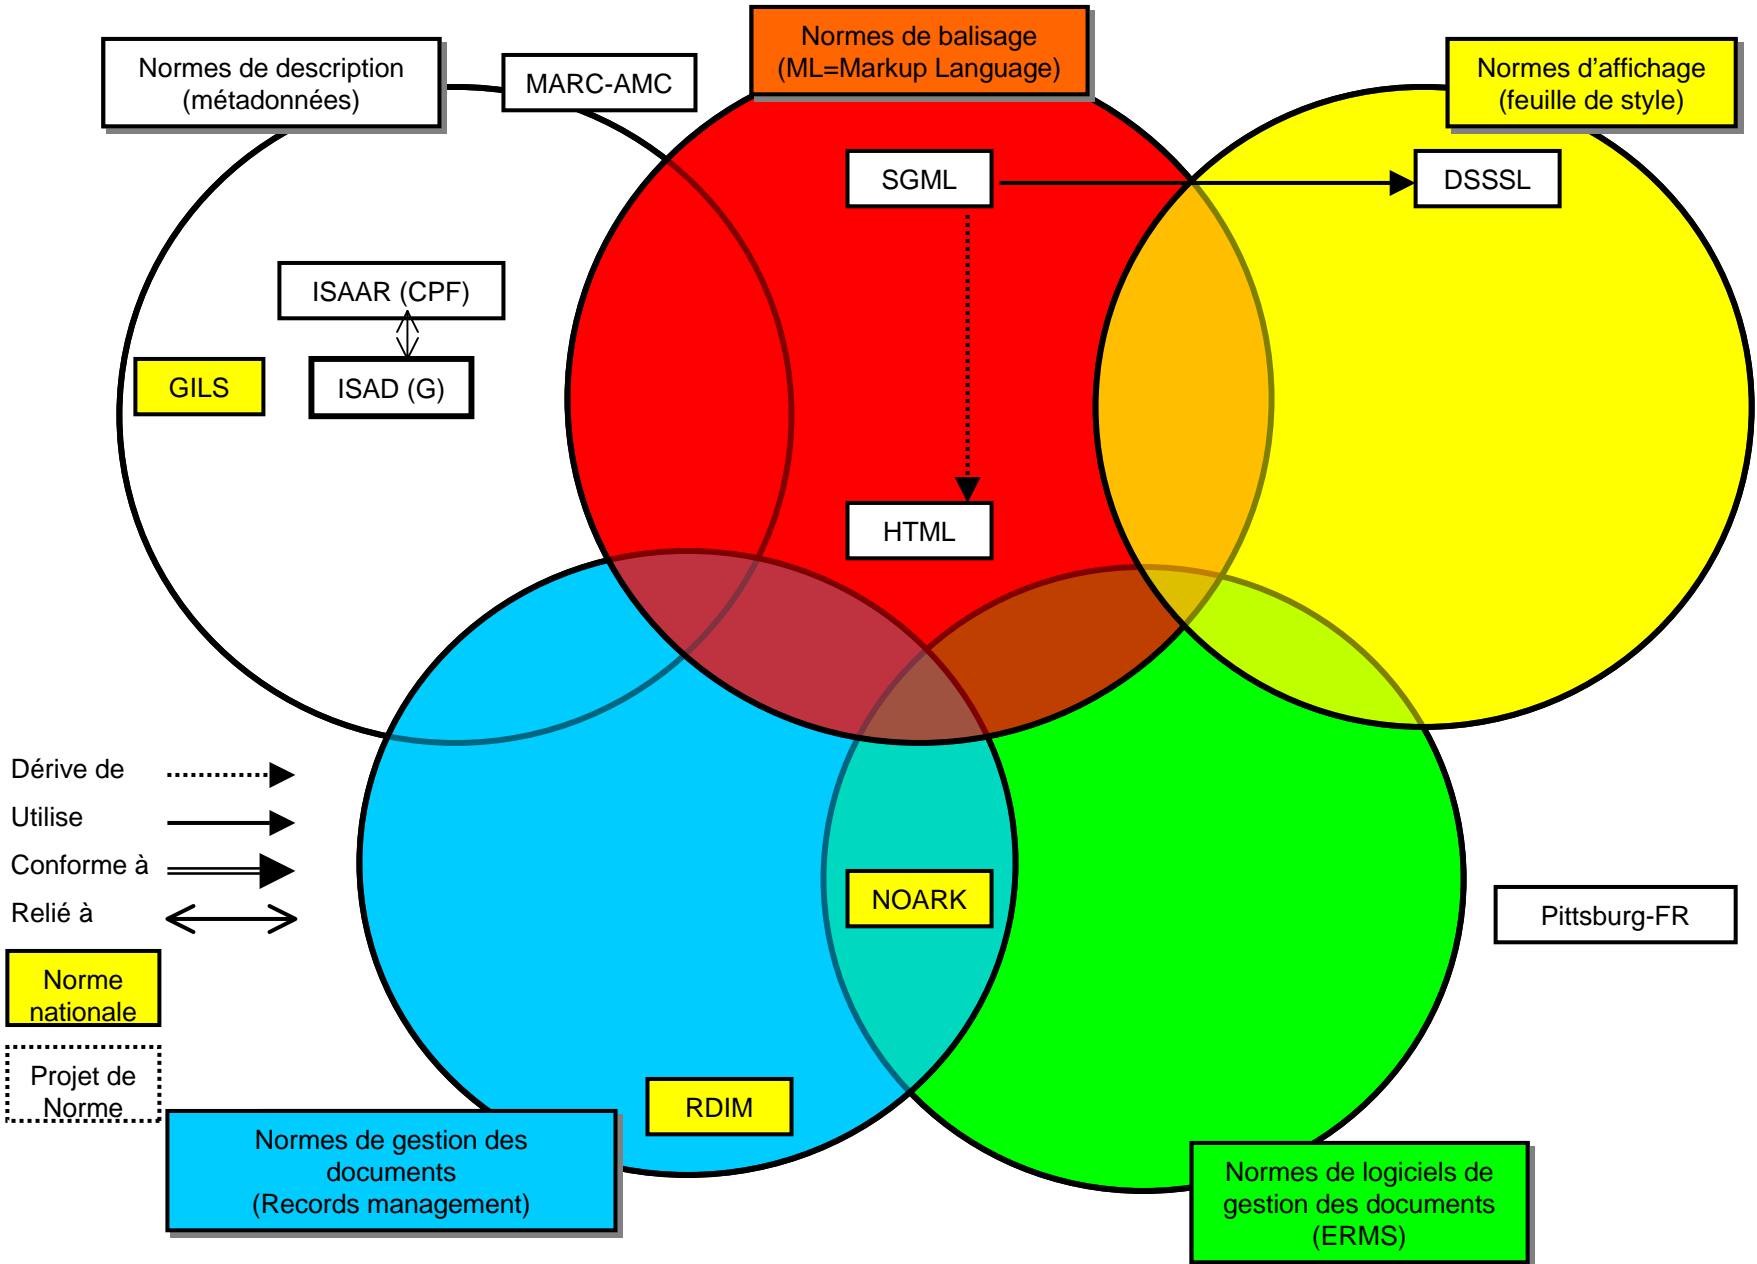 Normes de description
(métadonnées)
MARC-AMC
Normes de balisage
(ML=Markup Language)
Normes d'affichage
(feuille de style)
SGML
DSSSL
ISAAR (CPF)
GILS
ISAD (G)
HTML
Dérive de
Utilise
Conforme à
Relié à
NOARK
Pittsburg-FR
Norme
nationale
Projet de
Norme
RDIM
Normes de gestion des
documents
(Records management)
Normes de logiciels de
gestion des documents
(ERMS)